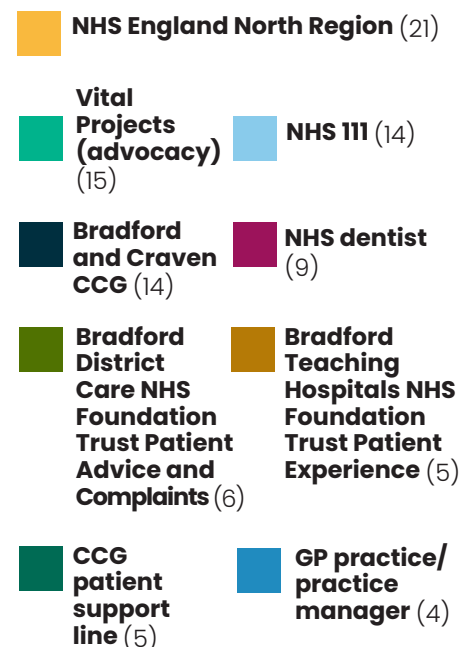 NHS England North Region (21)
Vital
Projects
(advocacy)
(15)
NHS 111 (14)
Bradford
and Craven
CCG (14)
NHS dentist
(9)
Bradford
District
Care NHS
Foundation
Trust Patient
Advice and
Complaints (6)
Bradford
Teaching
Hospitals NHS
Foundation
Trust Patient
Experience (5)
CCG
patient
support
line (5)
GP practice/
practice
manager (4)